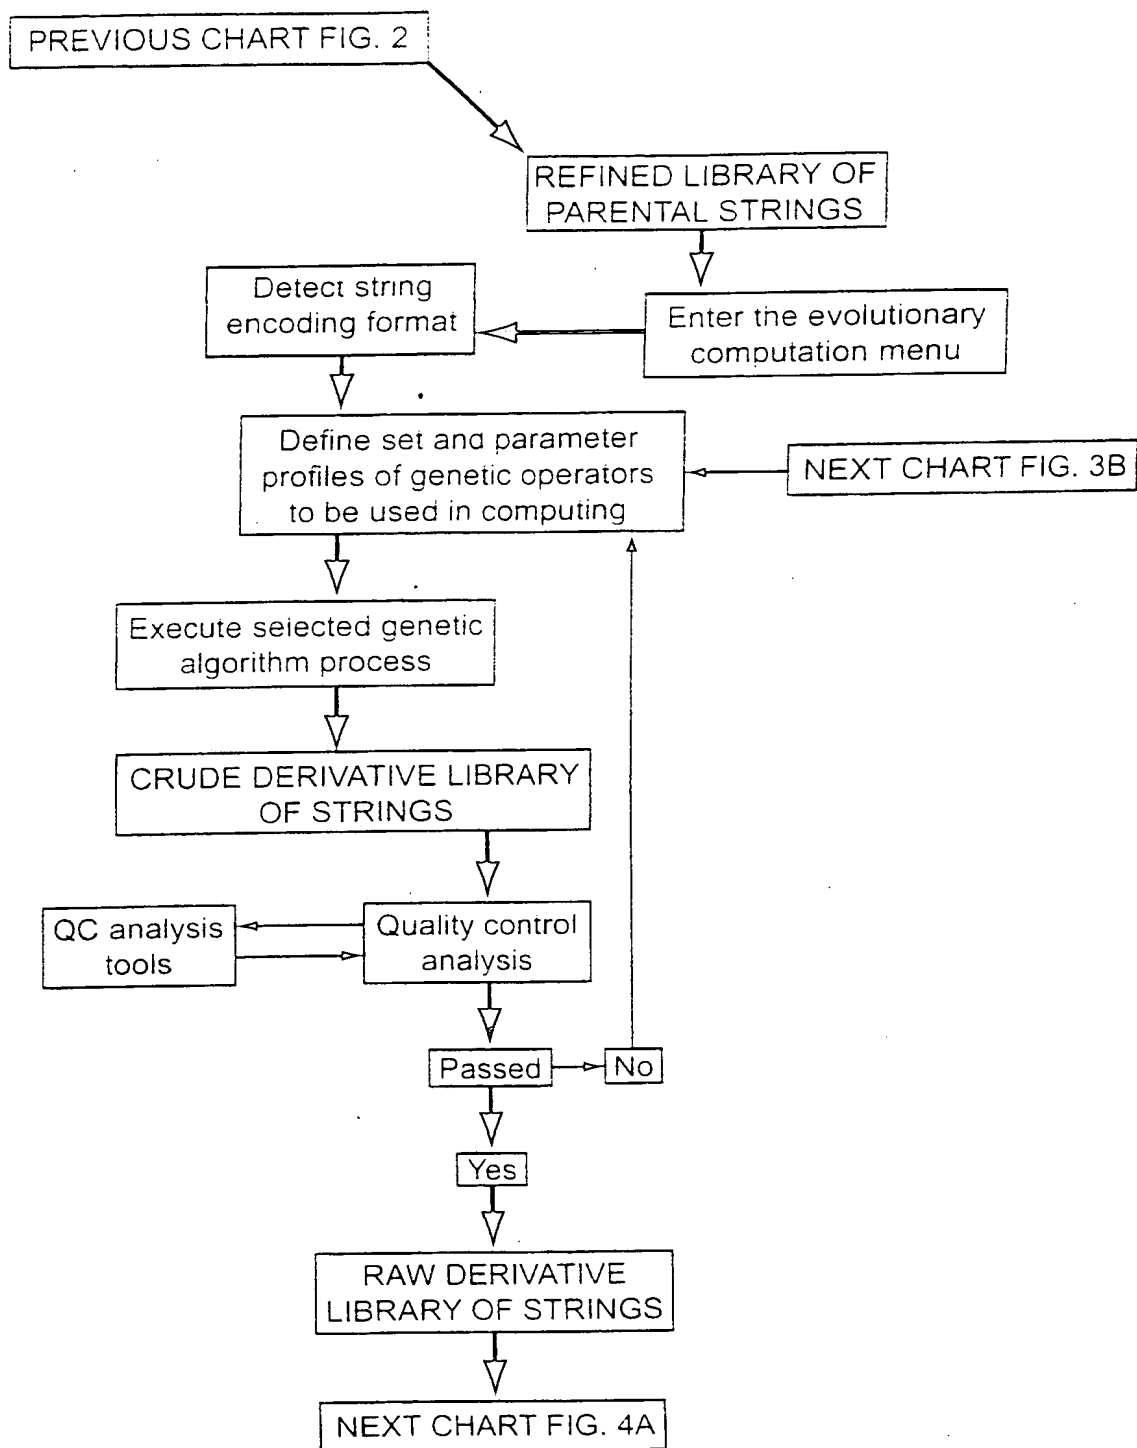 PREVIOUS CHART FIG. 2
REFINED LIBRARY OF
PARENTAL STRINGS
Detect string
encoding format
Enter the evolutionary
computation menu
Define set and parameter
profiles of genetic operators
to be used in computing
NEXT CHART FIG. 3B
Execute selected genetic
algorithm process
CRUDE DERIVATIVE LIBRARY
OF STRINGS
QC analysis
tools
Quality control
analysis
Passed
No
Yes
RAW DERIVATIVE
LIBRARY OF STRINGS
NEXT CHART FIG. 4A